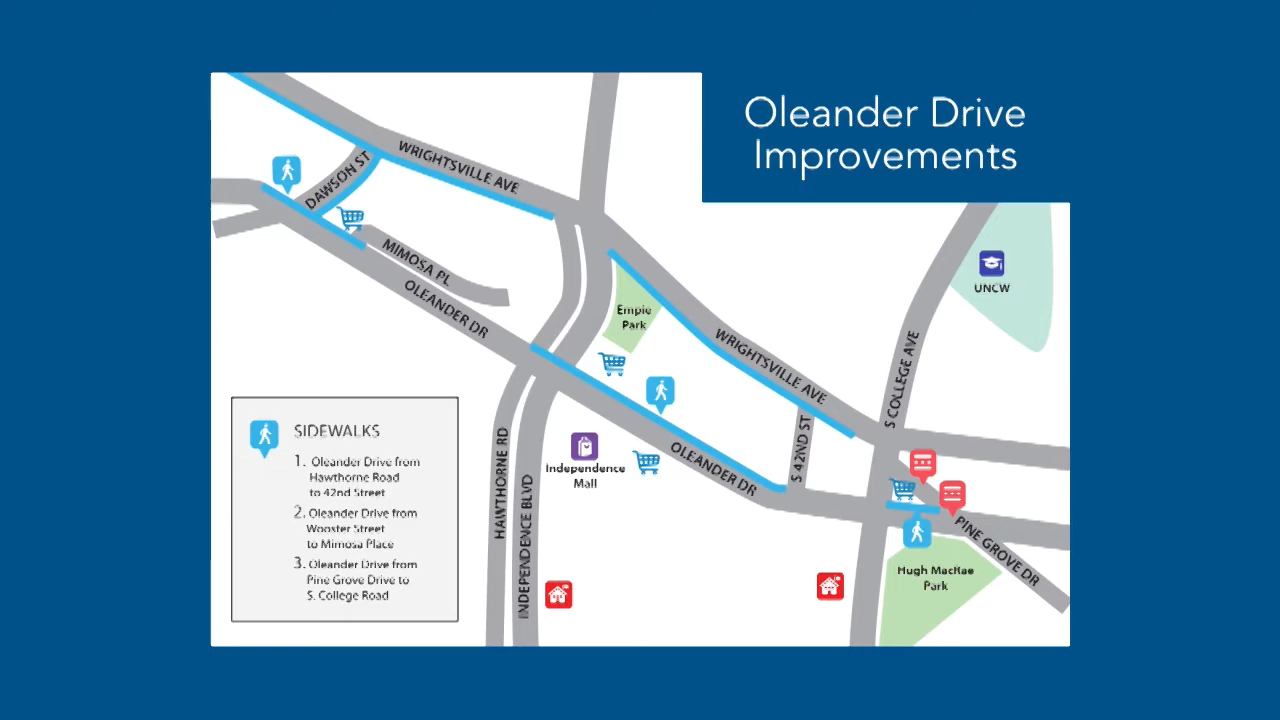 Oleander Drive
Improvements
WRIGHTSVILLE AVE
DAWSON ST
MIMOSA PL
OLEANDER DR
UNCW
Empie
Park
WRIGHTSVILLE AVE
S COLLEGE AVE
S 42ND ST
OLEANDER DR
Independence
Mall
HAWTHORNE RD
INDEPENDENCE BLVD
PINE GROVE DR
Hugh MacRae
Park
SIDEWALKS
1. Oleander Drive from
Hawthorne Road
to 42nd Street
2. Oleander Drive from
Wooster Street
to Mimosa Place
3. Oleander Drive from
Pine Grove Drive to
S. College Road